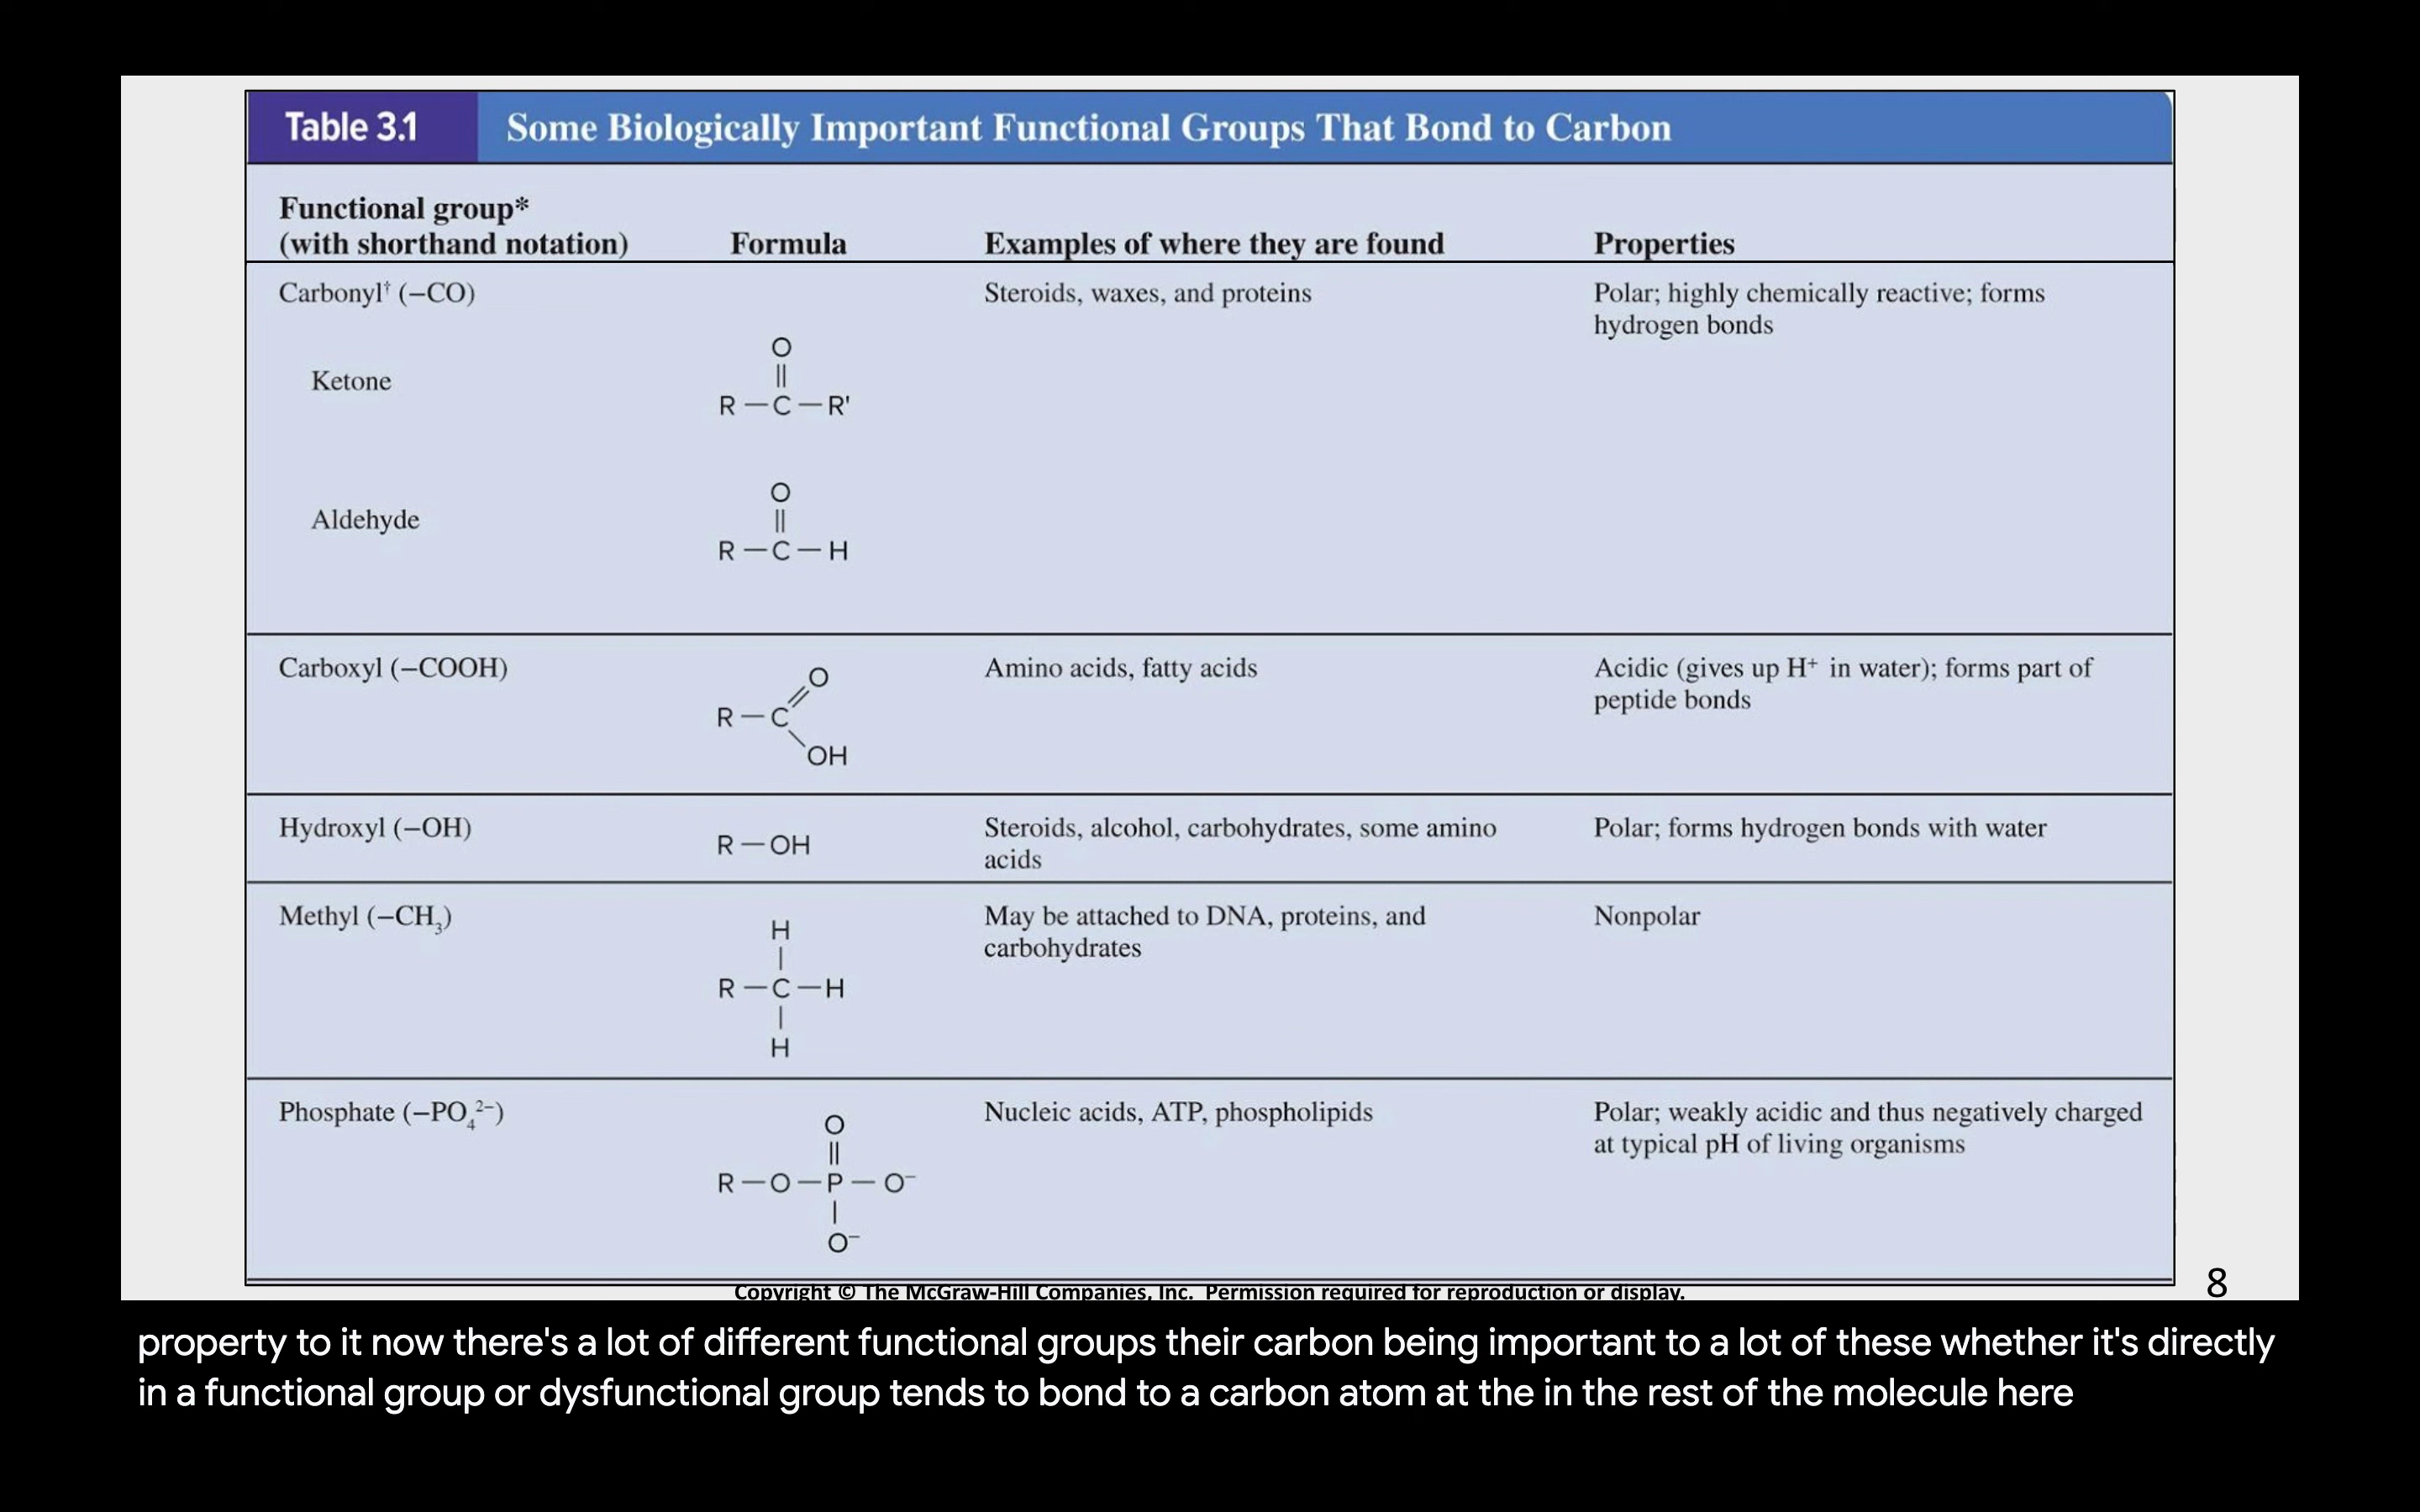 Table 3.1 Some Biologically Important Functional Groups That Bond to Carbon
Functional group*
(with shorthand notation) Formula Examples of where they are found Properties
Carbonyl† (–CO) Steroids, waxes, and proteins Polar; highly chemically reactive; forms
hydrogen bonds
O
||
Ketone
R — C — R'
O
||
Aldehyde
R — C — H
Carboxyl (–COOH) Amino acids, fatty acids Acidic (gives up H⁺ in water); forms part of
peptide bonds
O
R — C
OH
Hydroxyl (–OH) Steroids, alcohol, carbohydrates, some amino Polar; forms hydrogen bonds with water
R — OH
acids
Methyl (–CH₃) May be attached to DNA, proteins, and Nonpolar
carbohydrates
H
|
R — C — H
|
H
Phosphate (–PO₄²⁻) Nucleic acids, ATP, phospholipids Polar; weakly acidic and thus negatively charged
at typical pH of living organisms
O
||
R — O — P — O⁻
|
O⁻
Copyright © The McGraw-Hill Companies, Inc. Permission required for reproduction or display.
8
property to it now there's a lot of different functional groups their carbon being important to a lot of these whether it's directly
in a functional group or dysfunctional group tends to bond to a carbon atom at the in the rest of the molecule here